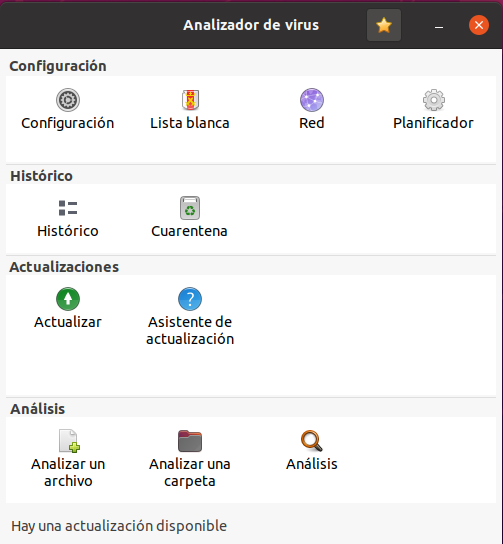 Analizador de virus
Configuración
Configuración
Lista blanca
Red
Planificador
Histórico
Histórico
Cuarentena
Actualizaciones
Actualizar
Asistente de
actualización
Análisis
Analizar un
archivo
Analizar una
carpeta
Análisis
Hay una actualización disponible